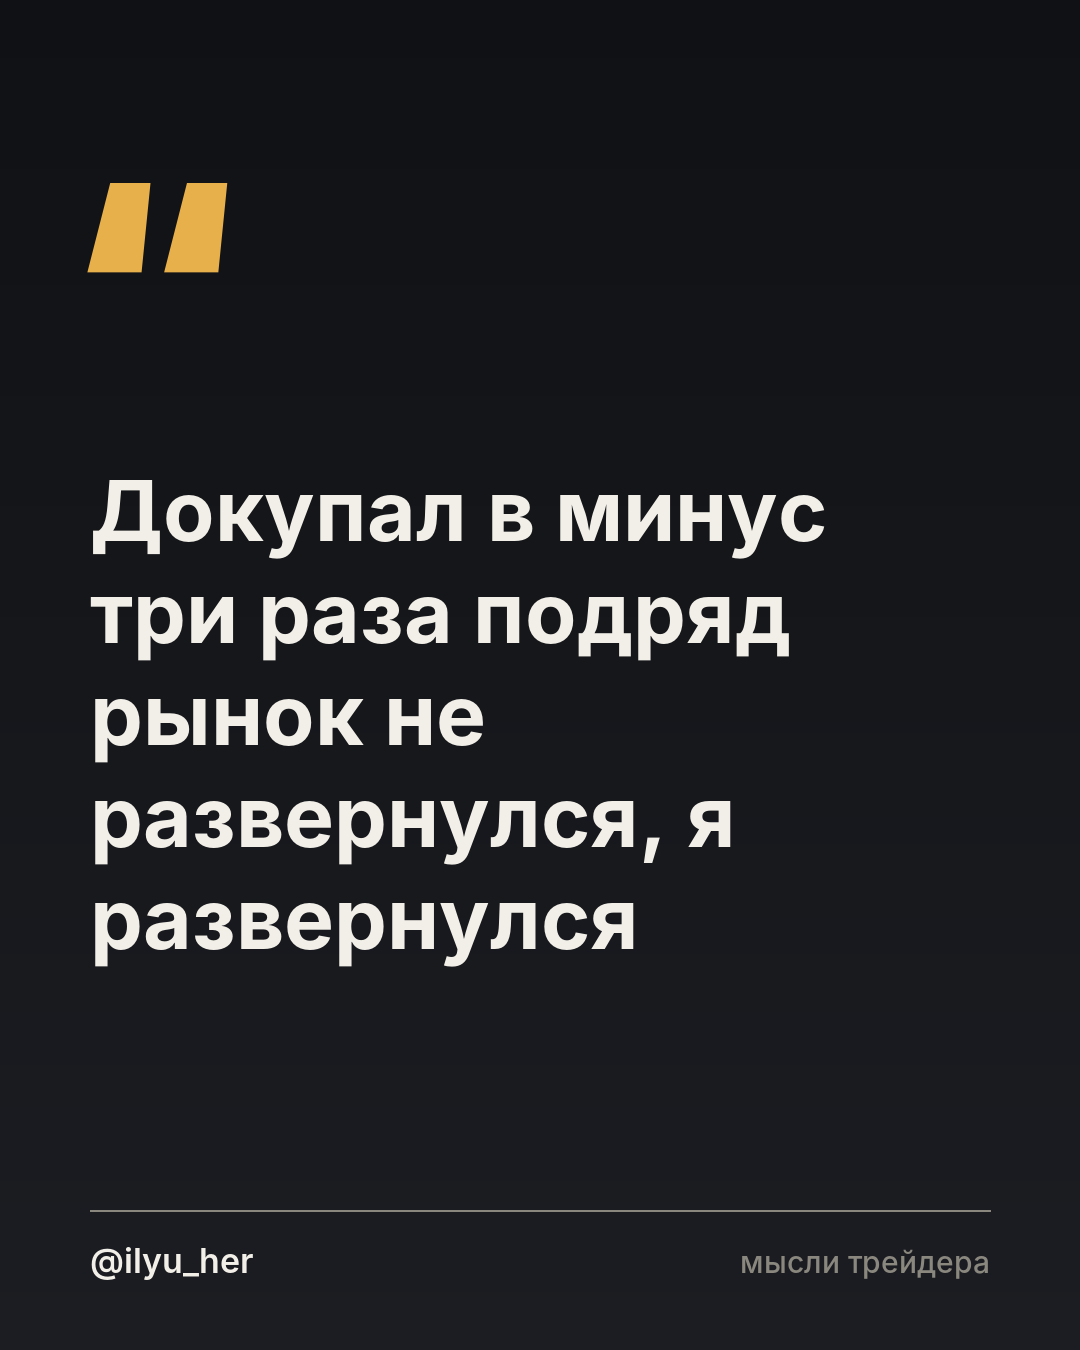 "
Докупал в минус
три раза подряд
рынок не
развернулся, я
развернулся
@ilyu_her
мысли трейдера